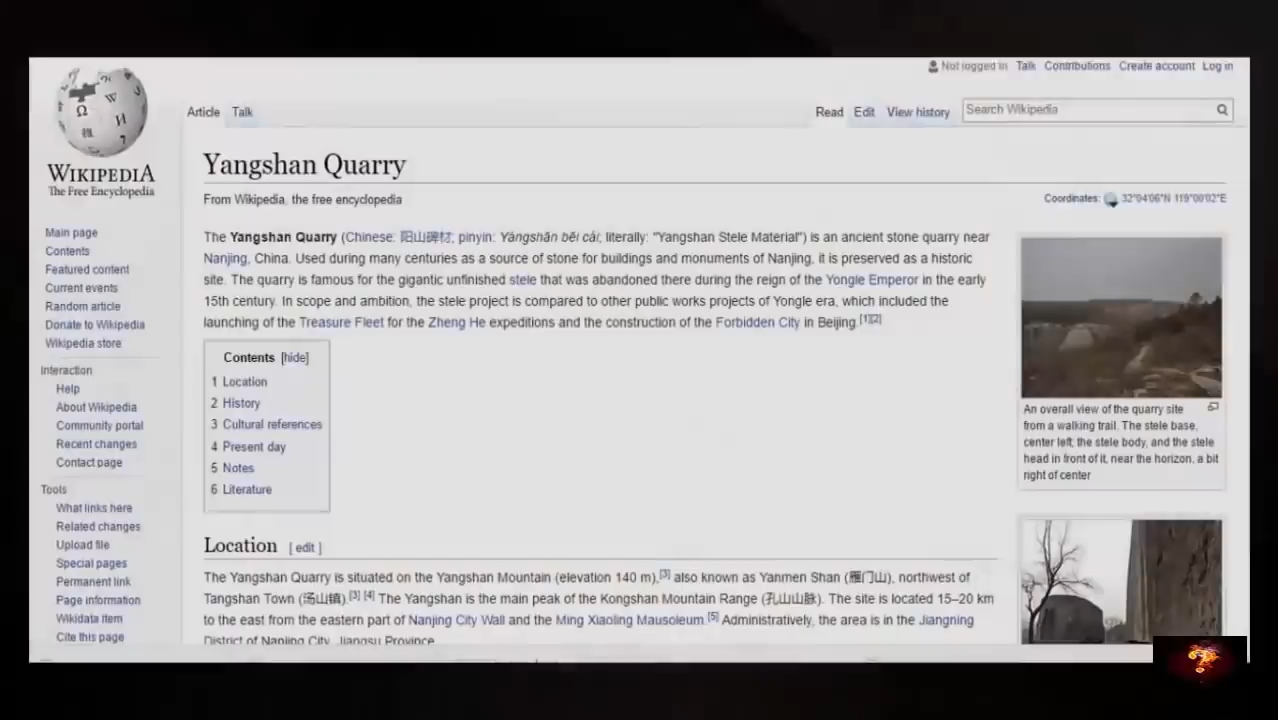 Not logged in Talk Contributions Create account Log in
Article Talk Read Edit View history Search Wikipedia
WIKIPEDIA
The Free Encyclopedia
Yangshan Quarry
From Wikipedia, the free encyclopedia
Coordinates: 32°04′06″N 119°00′02″E
Main page
Contents
Featured content
Current events
Random article
Donate to Wikipedia
Wikipedia store
Interaction
Help
About Wikipedia
Community portal
Recent changes
Contact page
Tools
What links here
Related changes
Upload file
Special pages
Permanent link
Page information
Wikidata item
Cite this page
The Yangshan Quarry (Chinese: 阳山碑材; pinyin: Yángshān bēi cái, literally: "Yangshan Stele Material") is an ancient stone quarry near
Nanjing, China. Used during many centuries as a source of stone for buildings and monuments of Nanjing, it is preserved as a historic
site. The quarry is famous for the gigantic unfinished stele that was abandoned there during the reign of the Yongle Emperor in the early
15th century. In scope and ambition, the stele project is compared to other public works projects of Yongle era, which included the
launching of the Treasure Fleet for the Zheng He expeditions and the construction of the Forbidden City in Beijing.[1][2]
Contents [hide]
1 Location
2 History
3 Cultural references
4 Present day
5 Notes
6 Literature
Location [ edit ]
The Yangshan Quarry is situated on the Yangshan Mountain (elevation 140 m),[3] also known as Yanmen Shan (雁门山), northwest of
Tangshan Town (汤山镇).[3] [4] The Yangshan is the main peak of the Kongshan Mountain Range (孔山山脉). The site is located 15–20 km
to the east from the eastern part of Nanjing City Wall and the Ming Xiaoling Mausoleum.[5] Administratively, the area is in the Jiangning
District of Nanjing City, Jiangsu Province.
An overall view of the quarry site
from a walking trail. The stele base,
center left; the stele body, and the stele
head in front of it, near the horizon, a bit
right of center
?